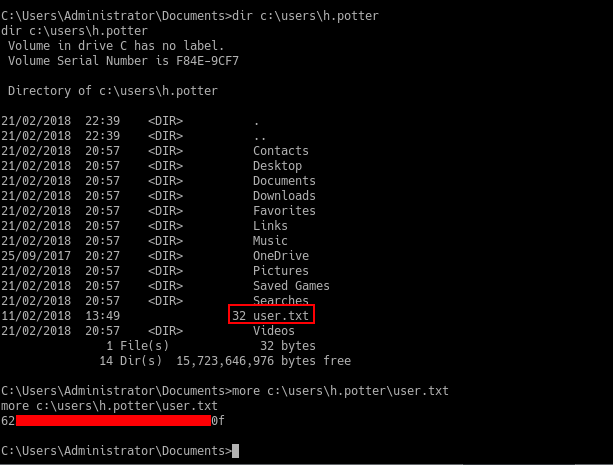 C:\Users\Administrator\Documents>dir c:\users\h.potter
dir c:\users\h.potter
 Volume in drive C has no label.
 Volume Serial Number is F84E-9CF7

 Directory of c:\users\h.potter

21/02/2018  22:39    <DIR>          .
21/02/2018  22:39    <DIR>          ..
21/02/2018  20:57    <DIR>          Contacts
21/02/2018  20:57    <DIR>          Desktop
21/02/2018  20:57    <DIR>          Documents
21/02/2018  20:57    <DIR>          Downloads
21/02/2018  20:57    <DIR>          Favorites
21/02/2018  20:57    <DIR>          Links
21/02/2018  20:57    <DIR>          Music
25/09/2017  20:27    <DIR>          OneDrive
21/02/2018  20:57    <DIR>          Pictures
21/02/2018  20:57    <DIR>          Saved Games
21/02/2018  20:57    <DIR>          Searches
11/02/2018  13:49                32 user.txt
21/02/2018  20:57    <DIR>          Videos
               1 File(s)             32 bytes
              14 Dir(s)  15,723,646,976 bytes free

C:\Users\Administrator\Documents>more c:\users\h.potter\user.txt
more c:\users\h.potter\user.txt
62 0f

C:\Users\Administrator\Documents>